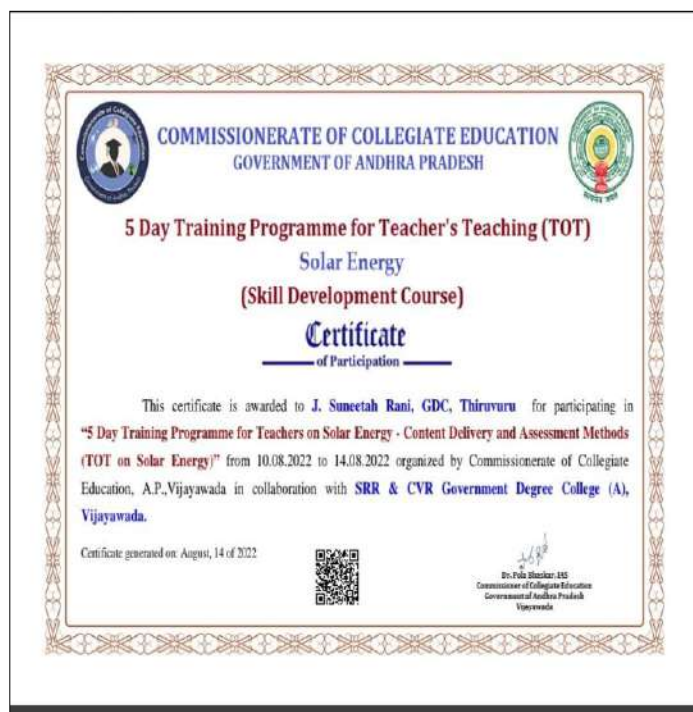 COMMISSIONERATE OF COLLEGIATE EDUCATION
GOVERNMENT OF ANDHRA PRADESH
5 Day Training Programme for Teacher's Teaching (TOT)
Solar Energy
(Skill Development Course)
Certificate
of Participation
This certificate is awarded to J. Suneetah Rani, GDC, Thiruvuru for participating in
“5 Day Training Programme for Teachers on Solar Energy - Content Delivery and Assessment Methods
(TOT on Solar Energy)” from 10.08.2022 to 14.08.2022 organized by Commissionerate of Collegiate
Education, A.P.,Vijayawada in collaboration with SRR & CVR Government Degree College (A),
Vijayawada.
Certificate generated on: August, 14 of 2022
Dr. Pola Bhaskar, IAS
Commissioner of Collegiate Education
Government of Andhra Pradesh
Vijayawada